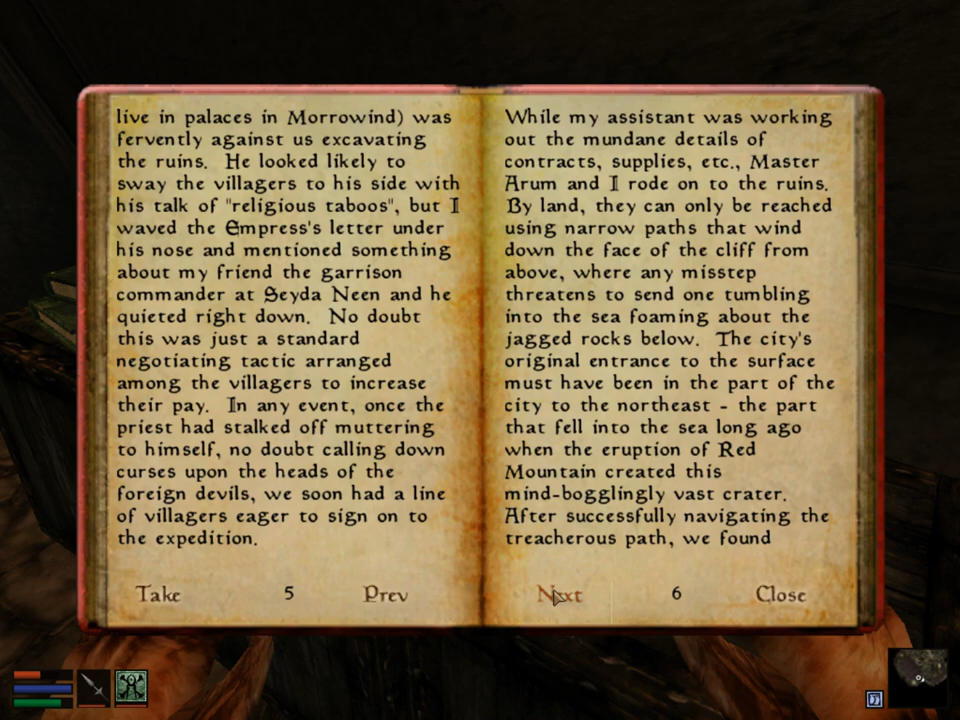 live in palaces in Morrowind) was
fervently against us excavating
the ruins. He looked likely to
sway the villagers to his side with
his talk of "religious taboos", but I
waved the Empress's letter under
his nose and mentioned something
about my friend the garrison
commander at Seyda Neen and he
quieted right down. No doubt
this was just a standard
negotiating tactic arranged
among the villagers to increase
their pay. In any event, once the
priest had stalked off muttering
to himself, no doubt calling down
curses upon the heads of the
foreign devils, we soon had a line
of villagers eager to sign on to
the expedition.
While my assistant was working
out the mundane details of
contracts, supplies, etc., Master
Arum and I rode on to the ruins.
By land, they can only be reached
using narrow paths that wind
down the face of the cliff from
above, where any misstep
threatens to send one tumbling
into the sea foaming about the
jagged rocks below. The city's
original entrance to the surface
must have been in the part of the
city to the northeast - the part
that fell into the sea long ago
when the eruption of Red
Mountain created this
mind-bogglingly vast crater.
After successfully navigating the
treacherous path, we found
Take 5 Prev Next 6 Close